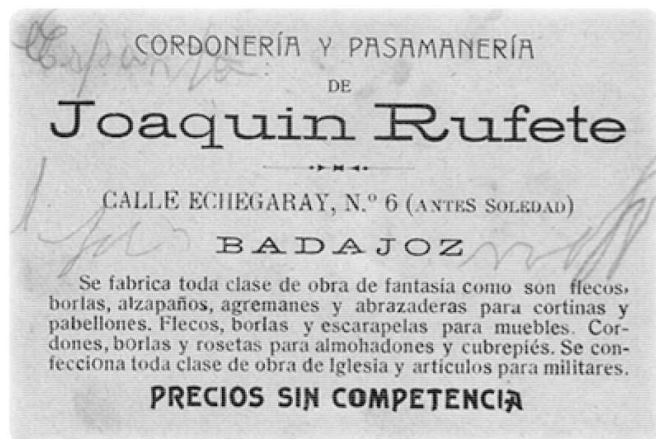 CORDONERÍA Y PASAMANERÍA
DE
Joaquin Rufete
CALLE ECHEGARAY, N.º 6 (ANTES SOLEDAD)
BADAJOZ
Se fabrica toda clase de obra de fantasía como son flecos,
borlas, alzapaños, agremanes y abrazaderas para cortinas y
pabellones. Flecos, borlas y escarapelas para muebles. Cor-
dones, borlas y rosetas para almohadones y cubrepiés. Se con-
fecciona toda clase de obra de Iglesia y artículos para militares.
PRECIOS SIN COMPETENCIA